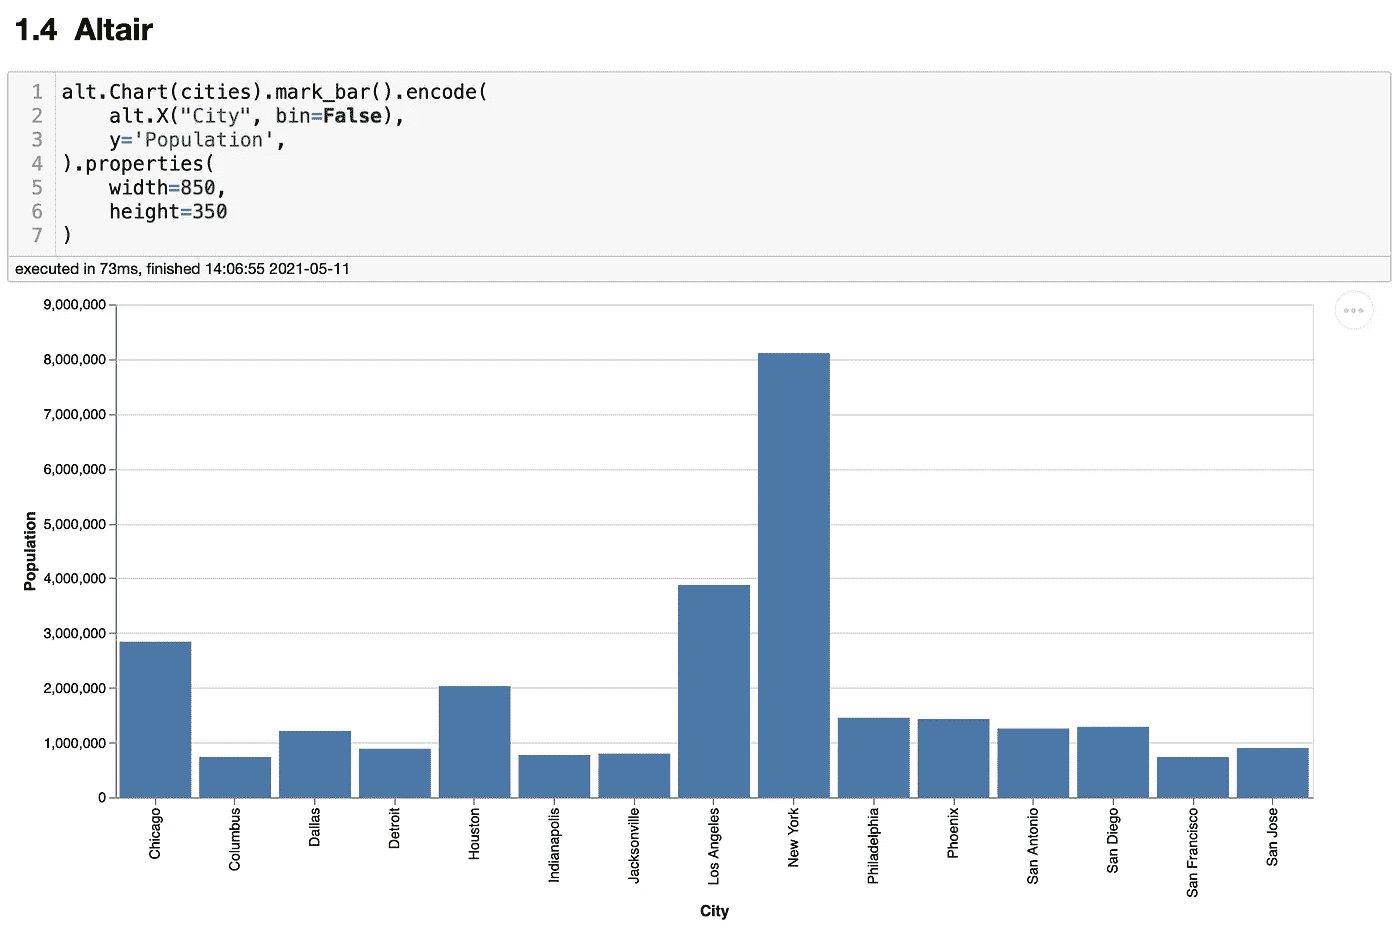 1.4 Altair
1 alt.Chart(cities).mark_bar().encode(
2     alt.X("City", bin=False),
3     y='Population',
4 ).properties(
5     width=850,
6     height=350
7 )
executed in 73ms, finished 14:06:55 2021-05-11
9,000,000
8,000,000
7,000,000
6,000,000
5,000,000
4,000,000
3,000,000
2,000,000
1,000,000
0
Population
Chicago
Columbus
Dallas
Detroit
Houston
Indianapolis
Jacksonville
Los Angeles
New York
Philadelphia
Phoenix
San Antonio
San Diego
San Francisco
San Jose
City